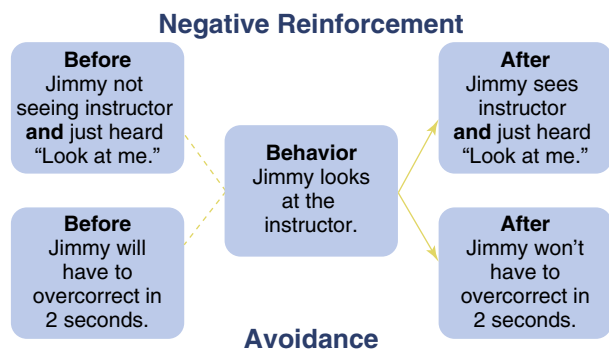 Negative Reinforcement
Before
Jimmy not
seeing instructor
and just heard
“Look at me.”
Before
Jimmy will
have to
overcorrect in
2 seconds.
Behavior
Jimmy looks
at the
instructor.
After
Jimmy sees
instructor
and just heard
“Look at me.”
After
Jimmy won’t
have to
overcorrect in
2 seconds.
Avoidance